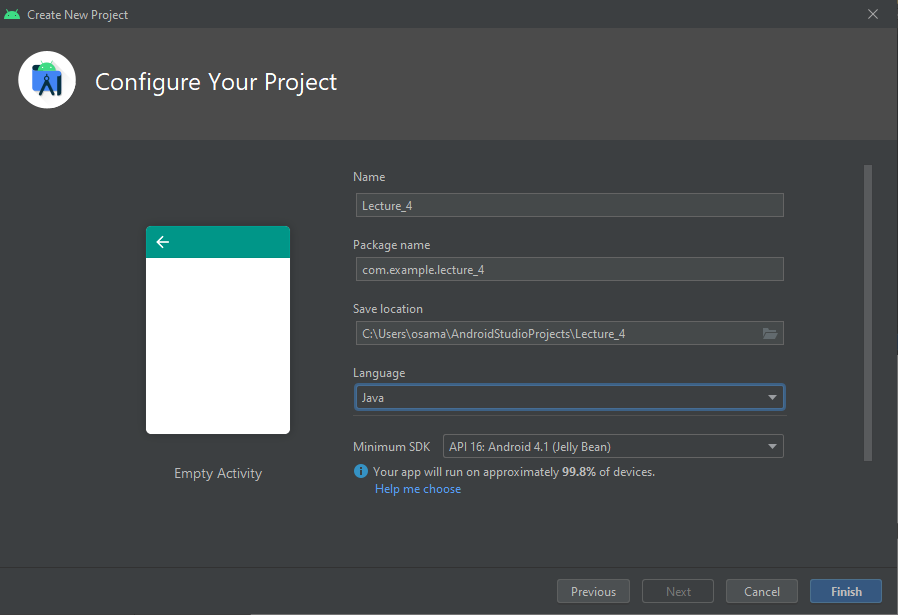 Create New Project
Configure Your Project
Name
Lecture_4
Package name
com.example.lecture_4
Save location
C:\Users\osama\AndroidStudioProjects\Lecture_4
Language
Java
Minimum SDK API 16: Android 4.1 (Jelly Bean)
Your app will run on approximately 99.8% of devices.
Help me choose
Empty Activity
Previous Next Cancel Finish